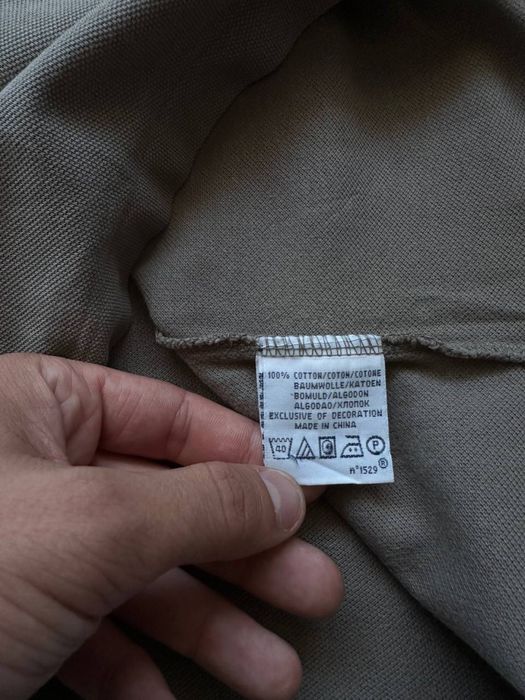 100% COTTON/COTON/COTONE
BAUMWOLLE/KATOEN
BOMULD/ALGODON
ALGODAO/ХЛОПОК
EXCLUSIVE OF DECORATION
MADE IN CHINA
40 P
N°1529 ®